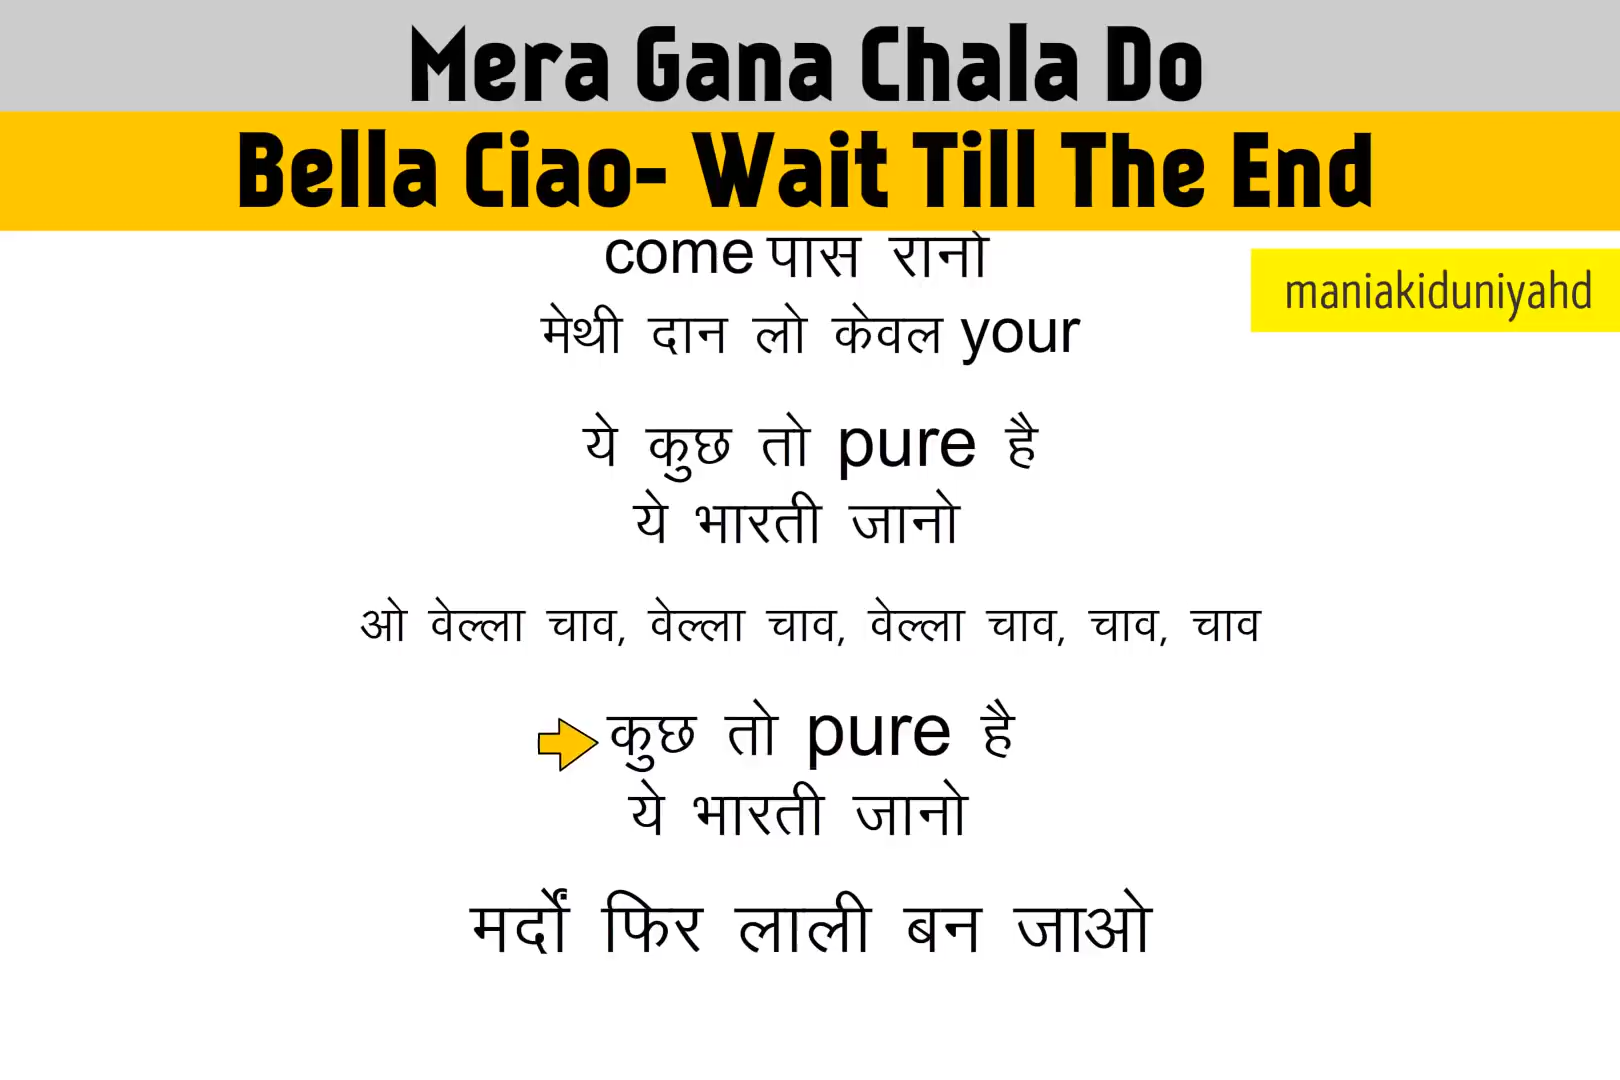 Mera Gana Chala Do
Bella Ciao- Wait Till The End
come पास रानो
maniakiduniyahd
मेथी दान लो केवल your
ये कुछ तो pure है
ये भारती जानो
ओ वेल्ला चाव, वेल्ला चाव, वेल्ला चाव, चाव, चाव
कुछ तो pure है
ये भारती जानो
मर्दों फिर लाली बन जाओ